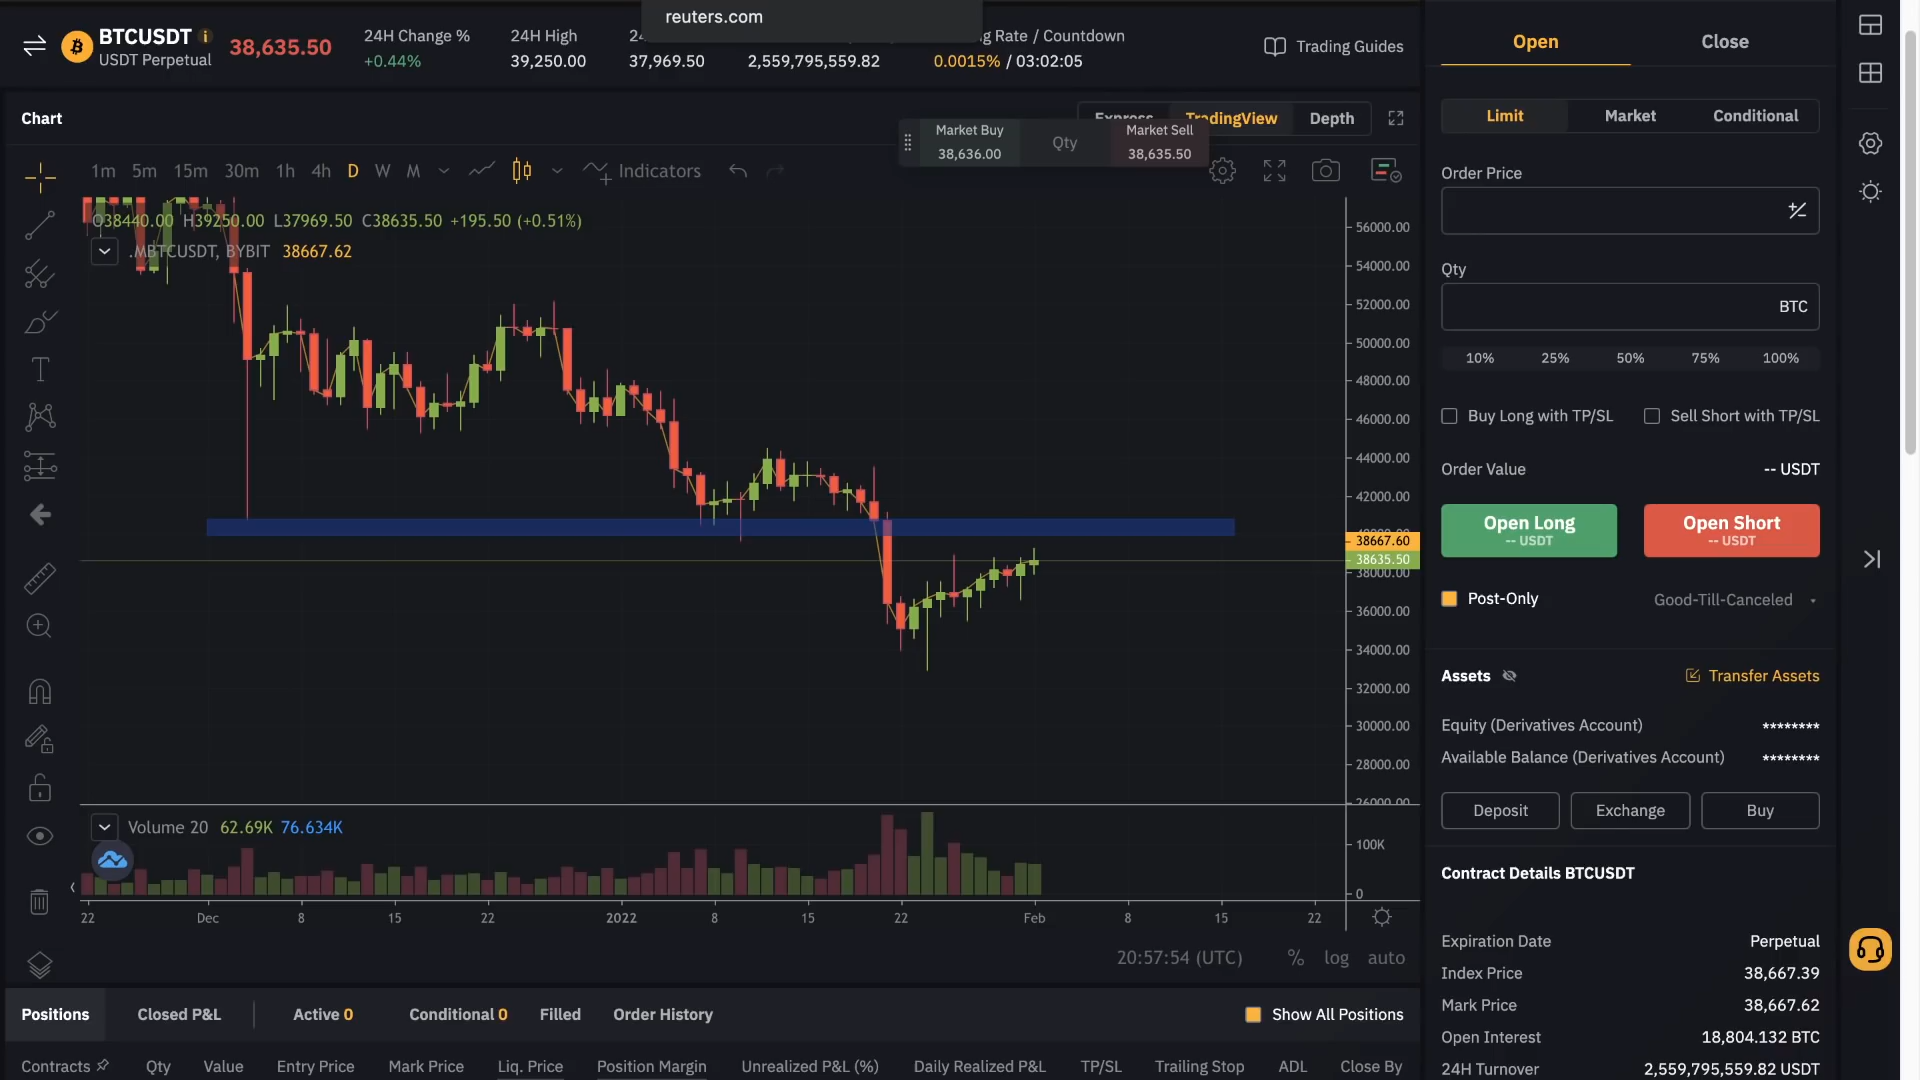 reuters.com
BTCUSDT
USDT Perpetual
38,635.50
24H Change %
+0.44%
24H High
39,250.00
24
37,969.50
2,559,795,559.82
g Rate / Countdown
0.0015% / 03:02:05
Trading Guides
Chart
Express
TradingView
Depth
Market Buy
38,636.00
Qty
Market Sell
38,635.50
1m 5m 15m 30m 1h 4h D W M
Indicators
O38440.00 H39250.00 L37969.50 C38635.50 +195.50 (+0.51%)
.MBTCUSDT, BYBIT 38667.62
56000.00
54000.00
52000.00
50000.00
48000.00
46000.00
44000.00
42000.00
40000.00
38667.60
38635.50
38000.00
36000.00
34000.00
32000.00
30000.00
28000.00
26000.00
Volume 20 62.69K 76.634K
100K
0
22 Dec 8 15 22 2022 8 15 22 Feb 8 15 22
20:57:54 (UTC) % log auto
Positions
Closed P&L
Active 0
Conditional 0
Filled
Order History
Show All Positions
Contracts Qty Value Entry Price Mark Price Liq. Price Position Margin Unrealized P&L (%) Daily Realized P&L TP/SL Trailing Stop ADL Close By
Open Close
Limit Market Conditional
Order Price
Qty
BTC
10% 25% 50% 75% 100%
Buy Long with TP/SL
Sell Short with TP/SL
Order Value -- USDT
Open Long
-- USDT
Open Short
-- USDT
Post-Only
Good-Till-Canceled
Assets
Transfer Assets
Equity (Derivatives Account) ********
Available Balance (Derivatives Account) ********
Deposit Exchange Buy
Contract Details BTCUSDT
Expiration Date Perpetual
Index Price 38,667.39
Mark Price 38,667.62
Open Interest 18,804.132 BTC
24H Turnover 2,559,795,559.82 USDT